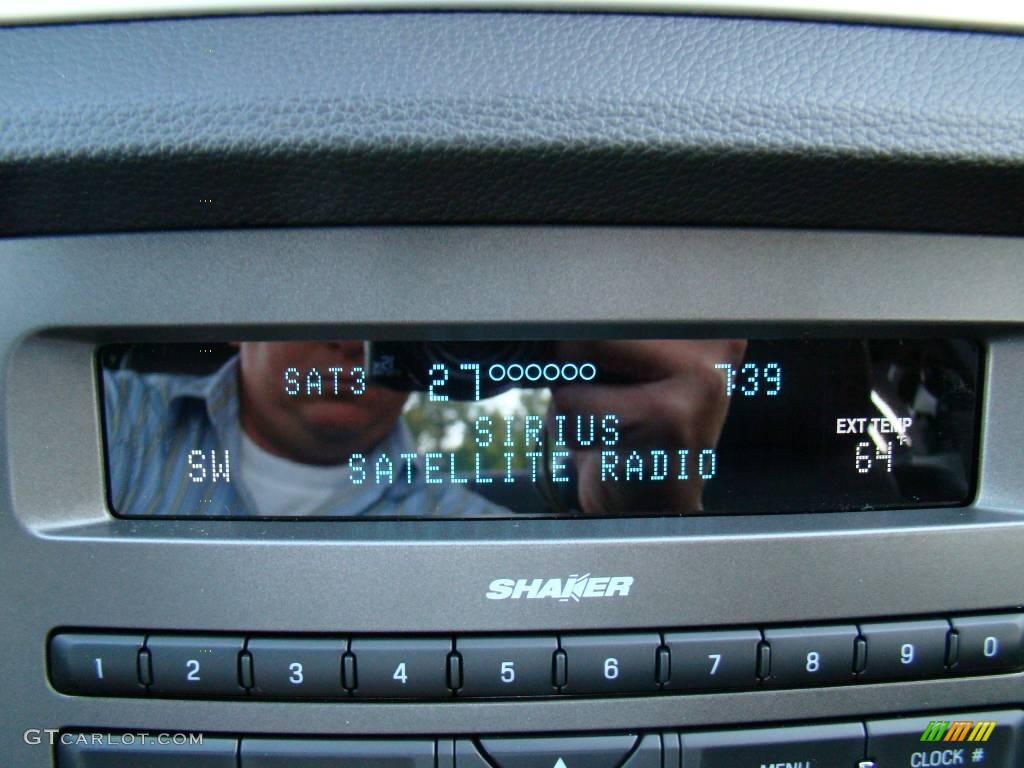 SAT3 27 7:39
SIRIUS
EXT TEMP
SW SATELLITE RADIO 64°F
SHAKER
1 2 3 4 5 6 7 8 9 0
GTCARLOT.COM
MENU CLOCK #